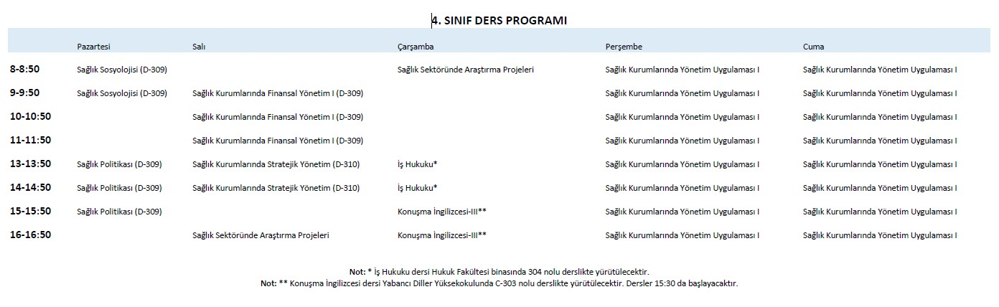 4. SINIF DERS PROGRAMI
Pazartesi Salı Çarşamba Perşembe Cuma
8-8:50 Sağlık Sosyolojisi (D-309) Sağlık Sektöründe Araştırma Projeleri Sağlık Kurumlarında Yönetim Uygulaması I Sağlık Kurumlarında Yönetim Uygulaması I
9-9:50 Sağlık Sosyolojisi (D-309) Sağlık Kurumlarında Finansal Yönetim I (D-309) Sağlık Kurumlarında Yönetim Uygulaması I Sağlık Kurumlarında Yönetim Uygulaması I
10-10:50 Sağlık Kurumlarında Finansal Yönetim I (D-309) Sağlık Kurumlarında Yönetim Uygulaması I Sağlık Kurumlarında Yönetim Uygulaması I
11-11:50 Sağlık Kurumlarında Finansal Yönetim I (D-309) Sağlık Kurumlarında Yönetim Uygulaması I Sağlık Kurumlarında Yönetim Uygulaması I
13-13:50 Sağlık Politikası (D-309) Sağlık Kurumlarında Stratejik Yönetim (D-310) İş Hukuku* Sağlık Kurumlarında Yönetim Uygulaması I Sağlık Kurumlarında Yönetim Uygulaması I
14-14:50 Sağlık Politikası (D-309) Sağlık Kurumlarında Stratejik Yönetim (D-310) İş Hukuku* Sağlık Kurumlarında Yönetim Uygulaması I Sağlık Kurumlarında Yönetim Uygulaması I
15-15:50 Sağlık Politikası (D-309) Konuşma İngilizcesi-III** Sağlık Kurumlarında Yönetim Uygulaması I Sağlık Kurumlarında Yönetim Uygulaması I
16-16:50 Sağlık Sektöründe Araştırma Projeleri Konuşma İngilizcesi-III** Sağlık Kurumlarında Yönetim Uygulaması I Sağlık Kurumlarında Yönetim Uygulaması I
Not: * İş Hukuku dersi Hukuk Fakültesi binasında 304 nolu derslikte yürütülecektir.
Not: ** Konuşma İngilizcesi dersi Yabancı Diller Yüksekokulunda C-303 nolu derslikte yürütülecektir. Dersler 15:30 da başlayacaktır.